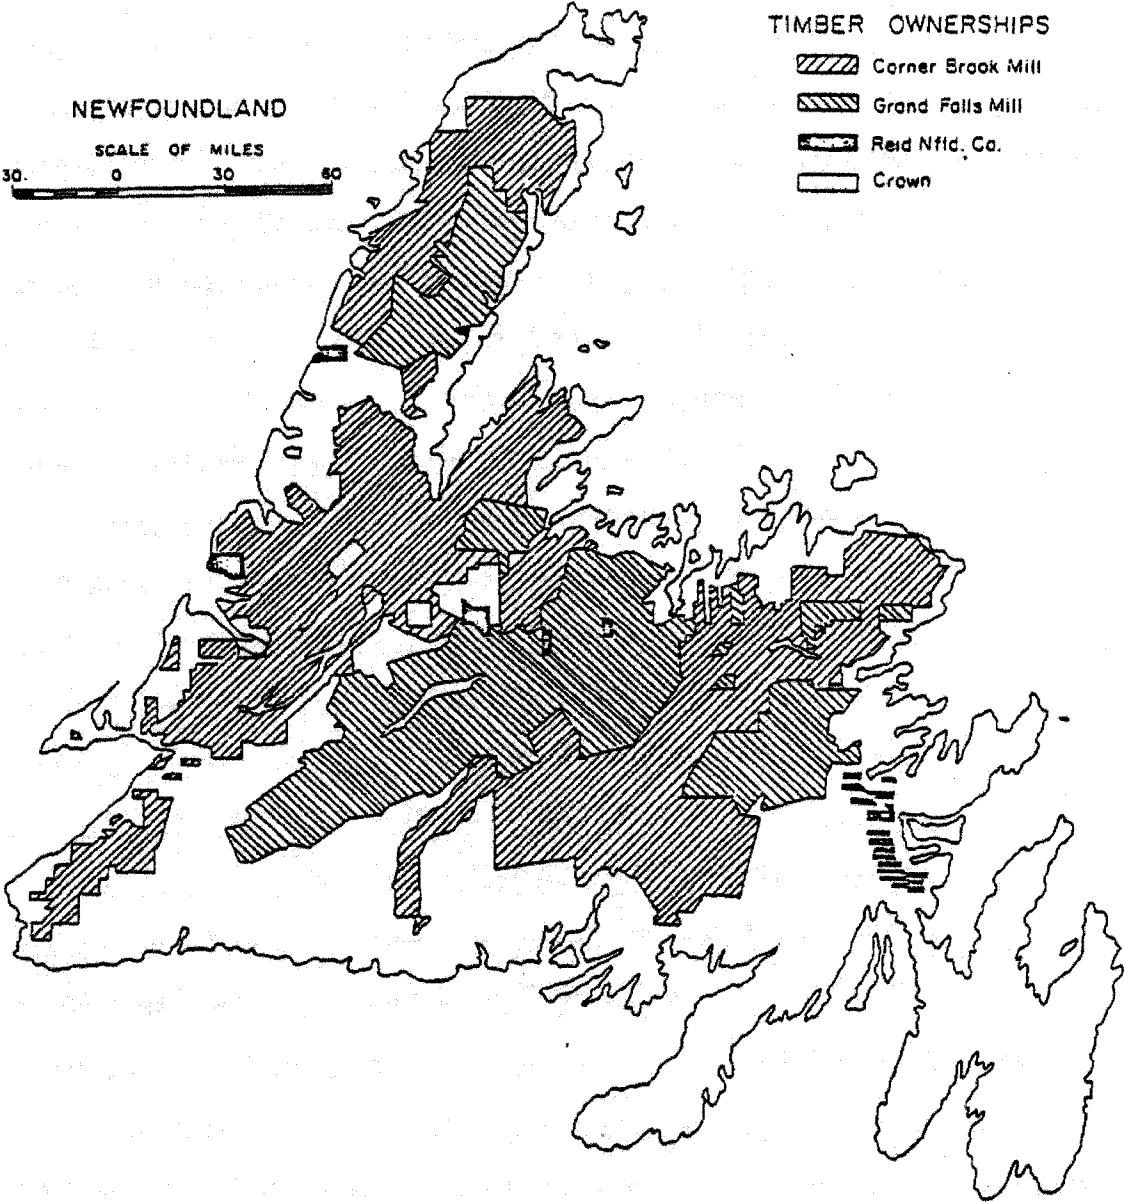 TIMBER OWNERSHIPS
Corner Brook Mill
Grand Falls Mill
Reid Nfld. Co.
Crown
NEWFOUNDLAND
SCALE OF MILES
30 0 30 60